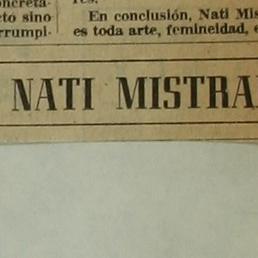 oncreta-
cto sino
rrumpi-
res.
En conclusión, Nati Mis
es toda arte, femineidad, e
NATI MISTRA